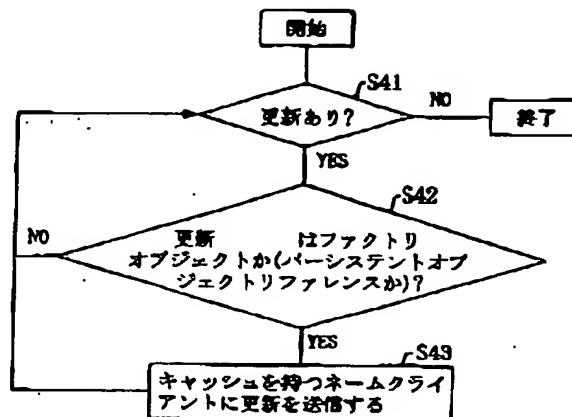 開始
S41
更新あり?
NO
終了
YES
S42
NO
更新 はファクトリ
オブジェクトか(パーシステントオブ
ジェクトリファレンスか)?
YES
S43
キャッシュを持つネームクライ
アントに更新を送信する